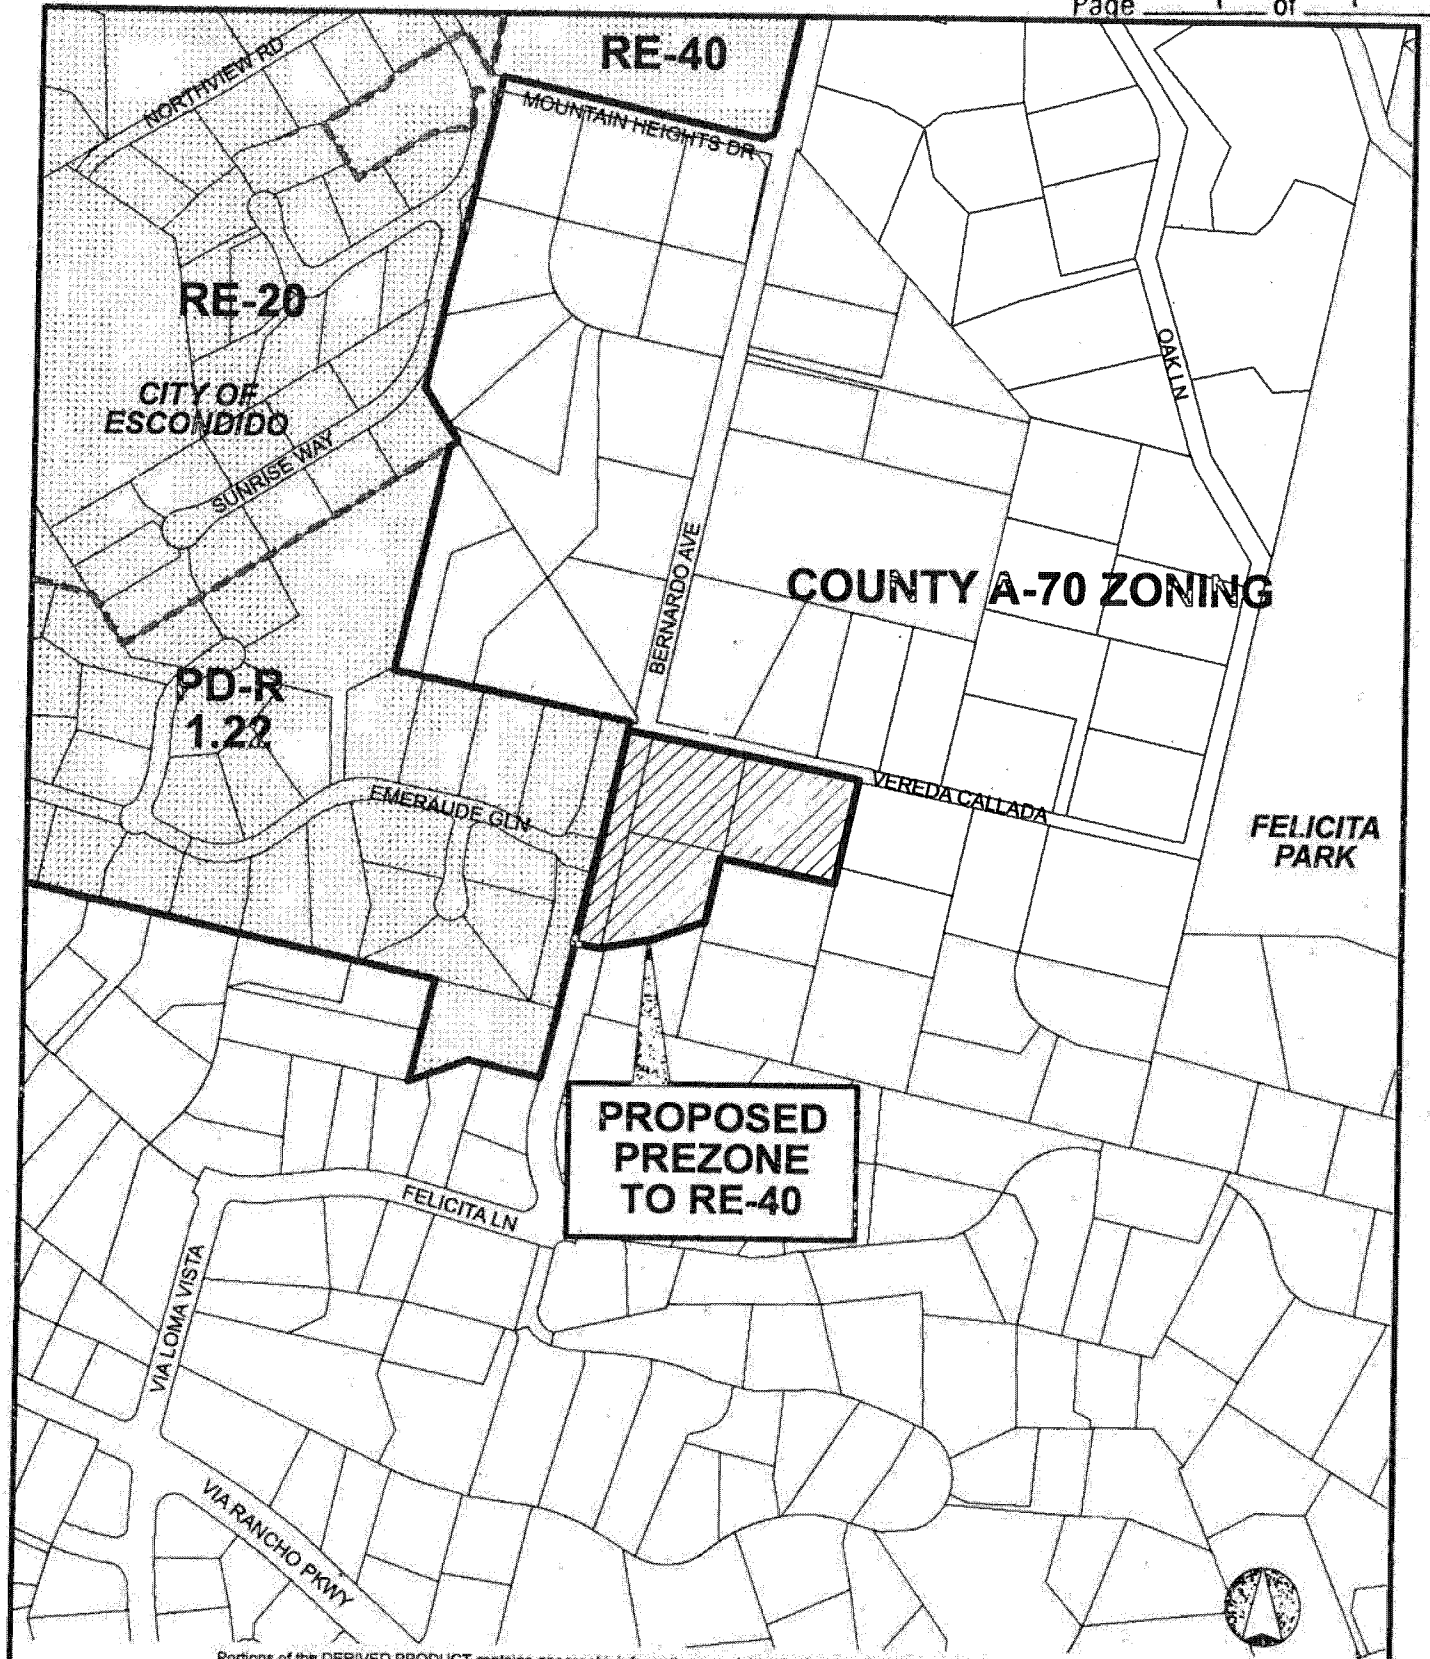 Page 1 of 1
RE-40
NORTHVIEW RD
MOUNTAIN HEIGHTS DR
RE-20
CITY OF
ESCONDIDO
OAK LN
SUNRISE WAY
BERNARDO AVE
COUNTY A-70 ZONING
PD-R
1.22
EMERAUDE GLN
VEREDA CALLADA
FELICITA
PARK
PROPOSED
PREZONE
TO RE-40
FELICITA LN
VIA LOMA VISTA
VIA RANCHO PKWY
Portions of this DERIVED PRODUCT contains